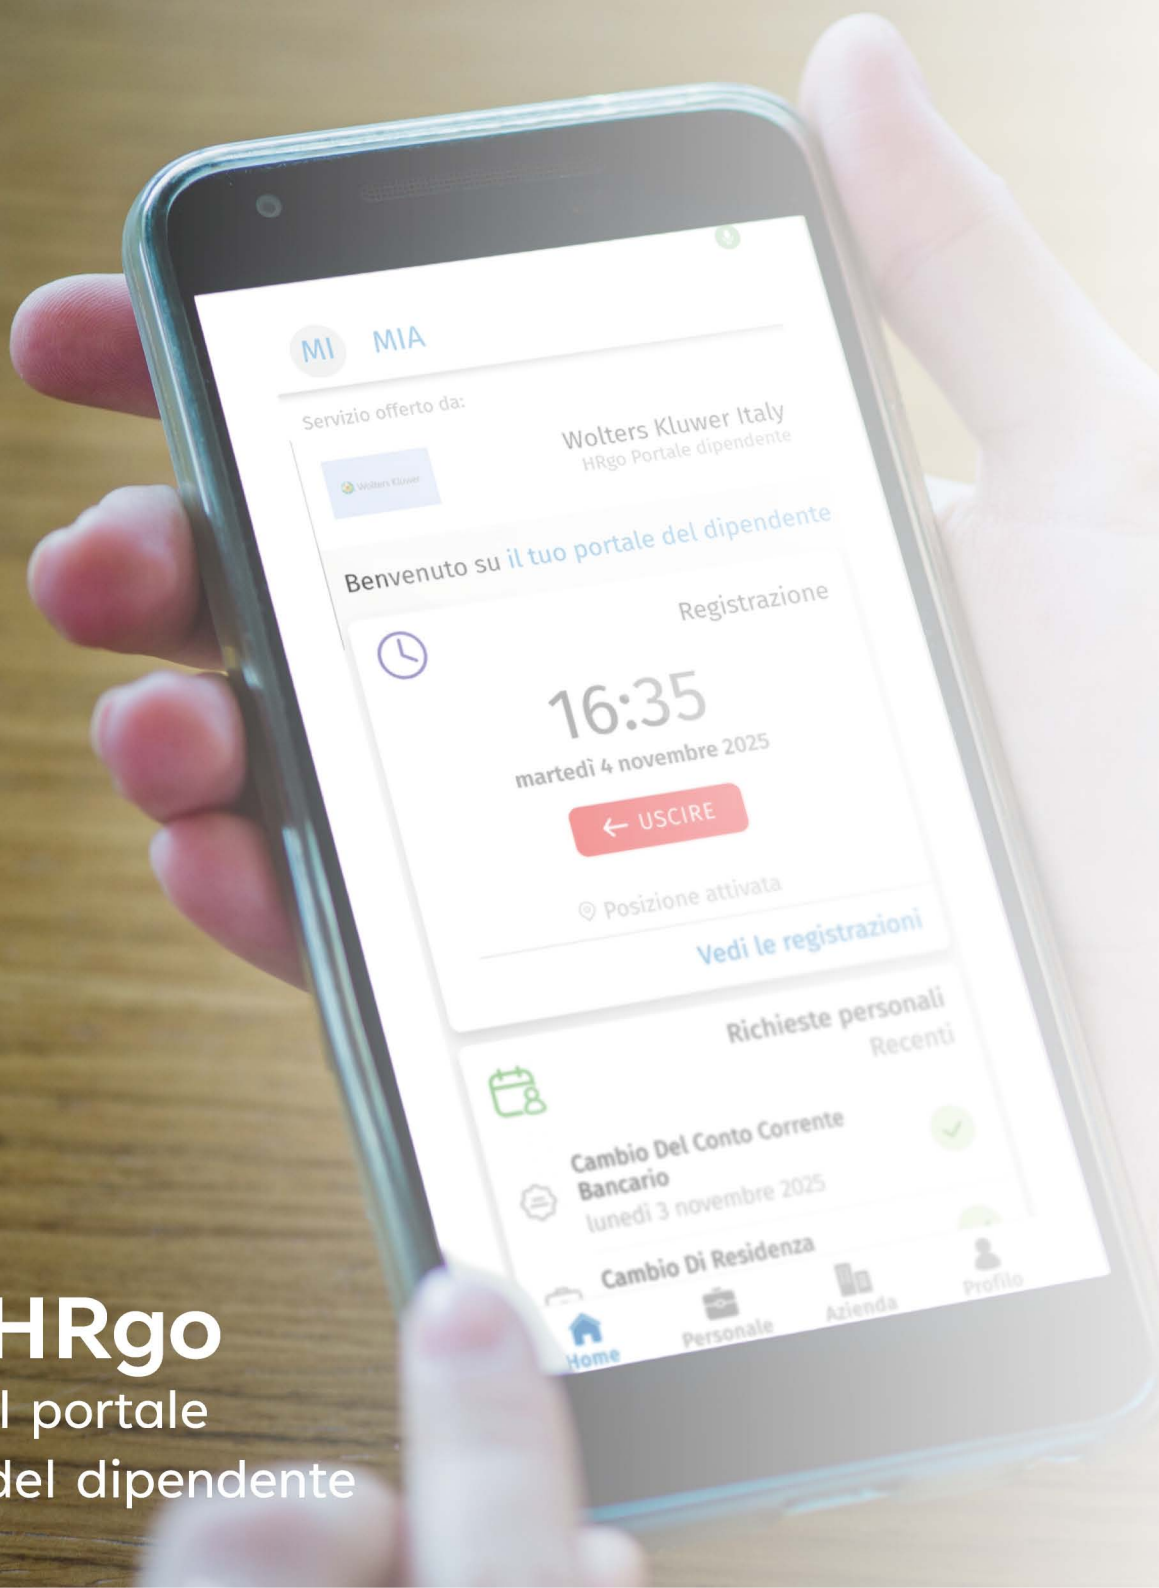 MI MIA
Servizio offerto da:
Wolters Kluwer
Wolters Kluwer Italy
HRgo Portale dipendente
Benvenuto su il tuo portale del dipendente
Registrazione
16:35
martedì 4 novembre 2025
← USCIRE
Posizione attivata
Vedi le registrazioni
Richieste personali
Recenti
Cambio Del Conto Corrente
Bancario
lunedì 3 novembre 2025
Cambio Di Residenza
Home Personale Azienda Profilo
HRgo
l portale
del dipendente